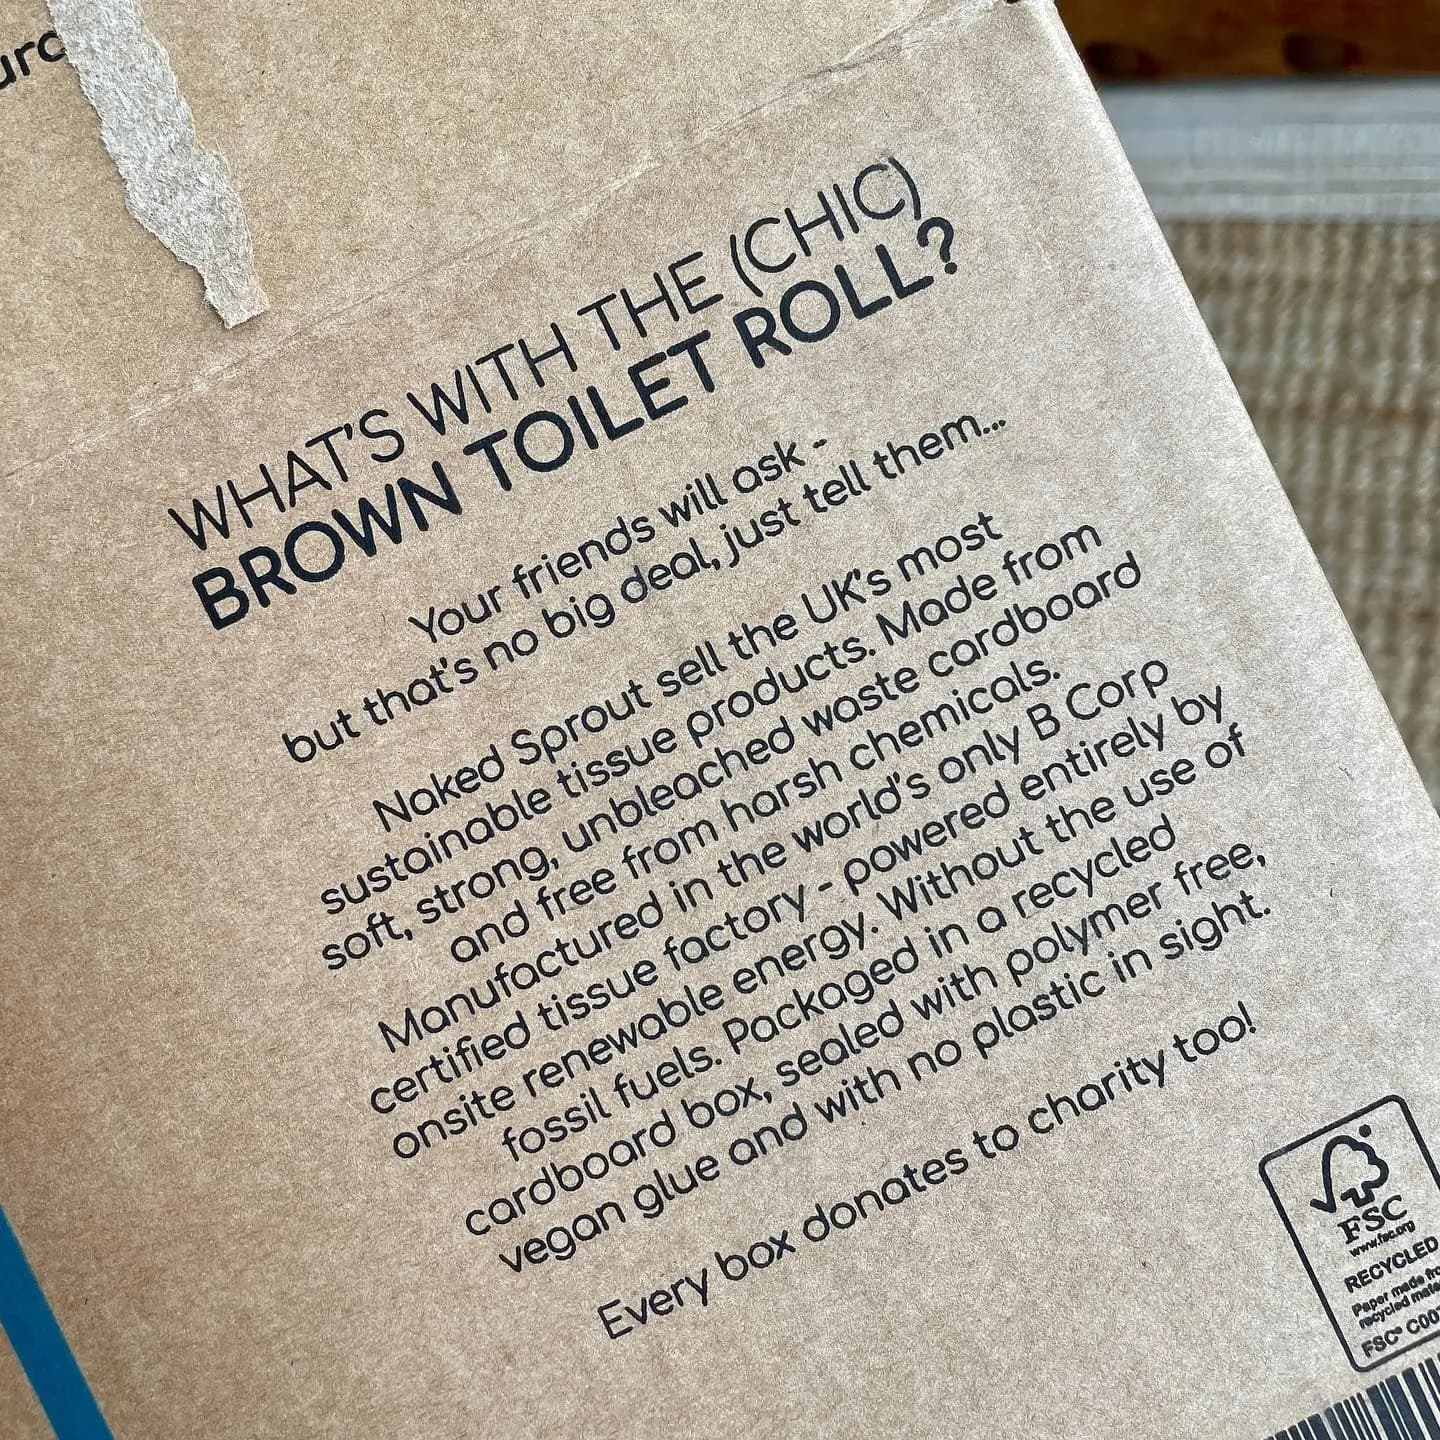 WHAT'S WITH THE (CHIC)
BROWN TOILET ROLL?
Your friends will ask -
but that's no big deal, just tell them...
Naked Sprout sell the UK's most
sustainable tissue products. Made from
soft, strong, unbleached waste cardboard
and free from harsh chemicals.
Manufactured in the world's only B Corp
certified tissue factory - powered entirely by
onsite renewable energy. Without the use of
fossil fuels. Packaged in a recycled
cardboard box, sealed with polymer free,
vegan glue and with no plastic in sight.
Every box donates to charity too!
FSC
www.fsc.org
RECYCLED
Paper made
recycled
FSC®